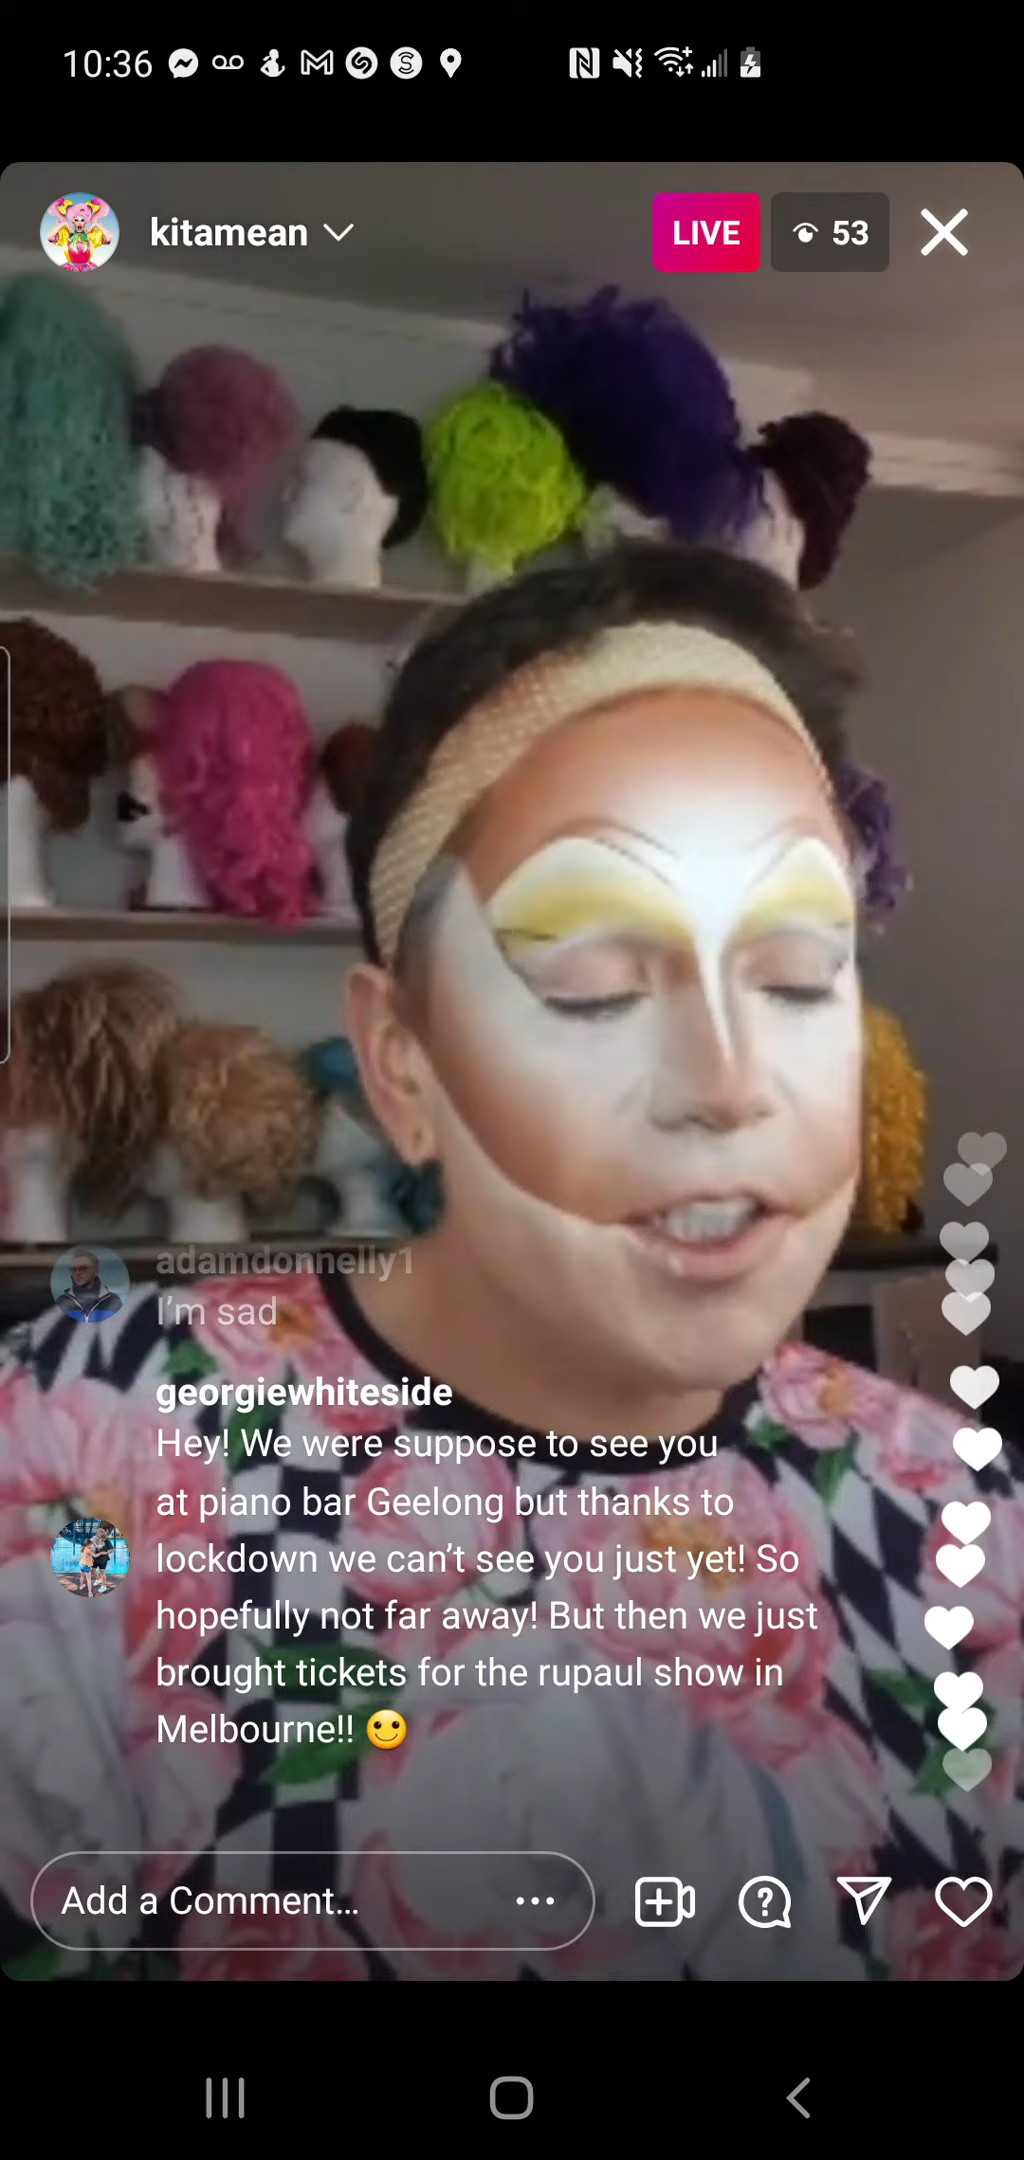 10:36
kitamean
LIVE
53
adamdonnelly1
I'm sad
georgiewhiteside
Hey! We were suppose to see you
at piano bar Geelong but thanks to
lockdown we can't see you just yet! So
hopefully not far away! But then we just
brought tickets for the rupaul show in
Melbourne!! 🙂
Add a Comment...